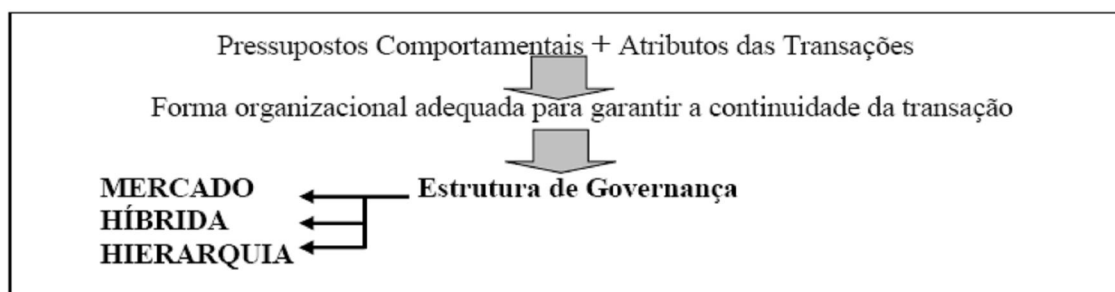 Pressupostos Comportamentais + Atributos das Transações
Forma organizacional adequada para garantir a continuidade da transação
Estrutura de Governança
MERCADO
HÍBRIDA
HIERARQUIA